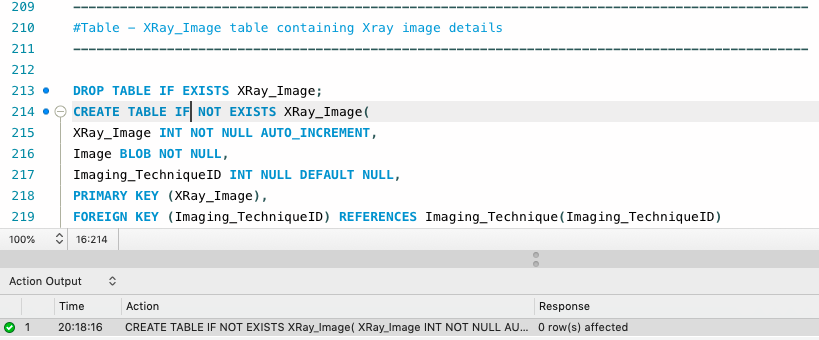 209 --------------------------------------------------------------------------------------------
210 #Table - XRay_Image table containing Xray image details
211 --------------------------------------------------------------------------------------------
212
213 DROP TABLE IF EXISTS XRay_Image;
214 CREATE TABLE IF NOT EXISTS XRay_Image(
215 XRay_Image INT NOT NULL AUTO_INCREMENT,
216 Image BLOB NOT NULL,
217 Imaging_TechniqueID INT NULL DEFAULT NULL,
218 PRIMARY KEY (XRay_Image),
219 FOREIGN KEY (Imaging_TechniqueID) REFERENCES Imaging_Technique(Imaging_TechniqueID)
100% 16:214
Action Output
Time Action Response
1 20:18:16 CREATE TABLE IF NOT EXISTS XRay_Image( XRay_Image INT NOT NULL AU... 0 row(s) affected